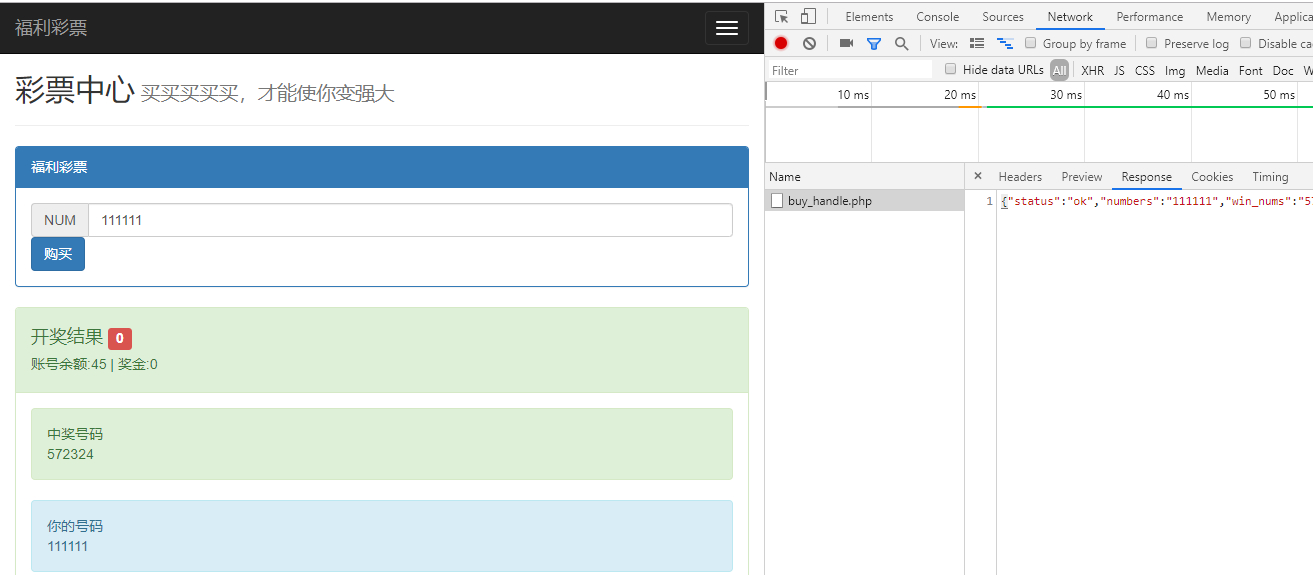 福利彩票
彩票中心 买买买买买，才能使你变强大
福利彩票
NUM 111111
购买
开奖结果 0
账号余额:45 | 奖金:0
中奖号码
572324
你的号码
111111
Elements Console Sources Network Performance Memory Applica
View: Group by frame Preserve log Disable ca
Filter Hide data URLs All XHR JS CSS Img Media Font Doc W
10 ms 20 ms 30 ms 40 ms 50 ms
Name × Headers Preview Response Cookies Timing
buy_handle.php 1 {"status":"ok","numbers":"111111","win_nums":"57